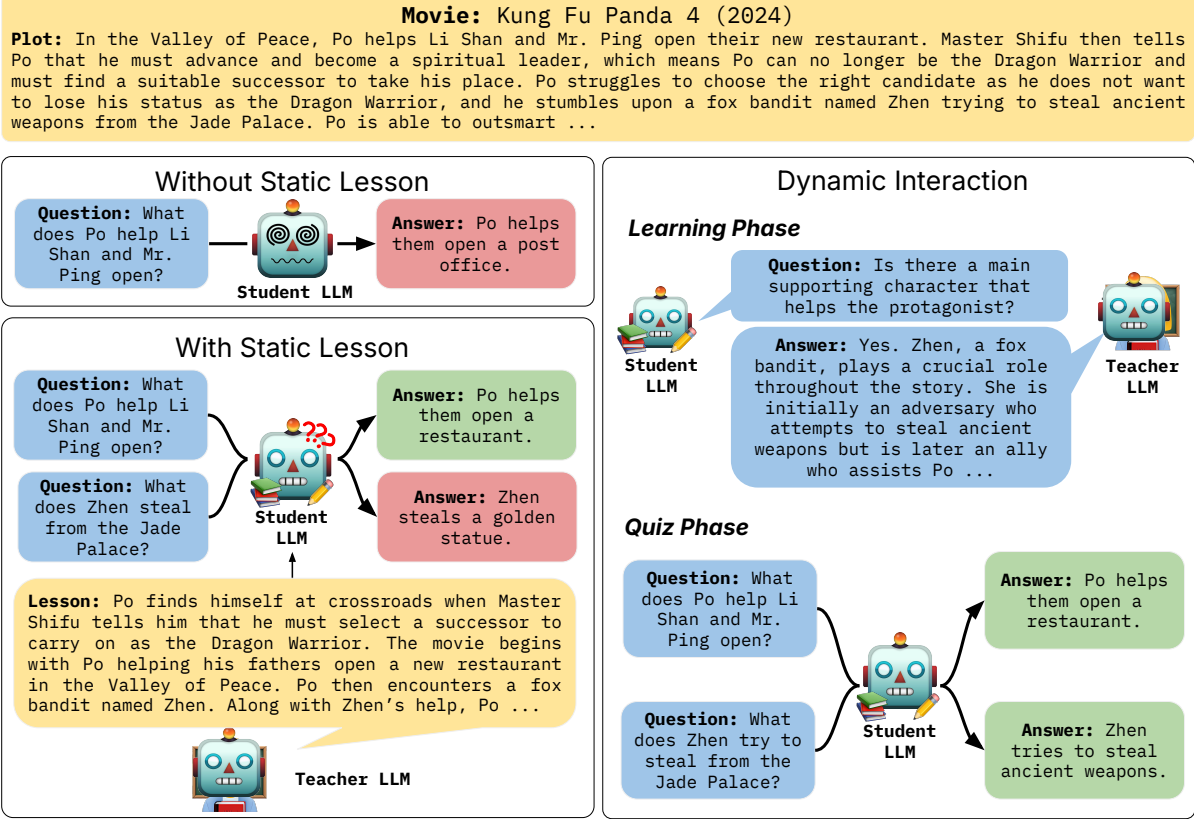 Movie: Kung Fu Panda 4 (2024)
Plot: In the Valley of Peace, Po helps Li Shan and Mr. Ping open their new restaurant. Master Shifu then tells
Po that he must advance and become a spiritual leader, which means Po can no longer be the Dragon Warrior and
must find a suitable successor to take his place. Po struggles to choose the right candidate as he does not want
to lose his status as the Dragon Warrior, and he stumbles upon a fox bandit named Zhen trying to steal ancient
weapons from the Jade Palace. Po is able to outsmart ...
Without Static Lesson
Question: What
does Po help Li
Shan and Mr.
Ping open?
Student LLM
Answer: Po helps
them open a post
office.
With Static Lesson
Question: What
does Po help Li
Shan and Mr.
Ping open?
Question: What
does Zhen steal
from the Jade
Palace?
???
Student
LLM
Answer: Po helps
them open a
restaurant.
Answer: Zhen
steals a golden
statue.
Lesson: Po finds himself at crossroads when Master
Shifu tells him that he must select a successor to
carry on as the Dragon Warrior. The movie begins
with Po helping his fathers open a new restaurant
in the Valley of Peace. Po then encounters a fox
bandit named Zhen. Along with Zhen's help, Po ...
Teacher LLM
Dynamic Interaction
Learning Phase
Question: Is there a main
supporting character that
helps the protagonist?
Student
LLM
Answer: Yes. Zhen, a fox
bandit, plays a crucial role
throughout the story. She is
initially an adversary who
attempts to steal ancient
weapons but is later an ally
who assists Po ...
Teacher
LLM
Quiz Phase
Question: What
does Po help Li
Shan and Mr.
Ping open?
Question: What
does Zhen try to
steal from the
Jade Palace?
Student
LLM
Answer: Po helps
them open a
restaurant.
Answer: Zhen
tries to steal
ancient weapons.